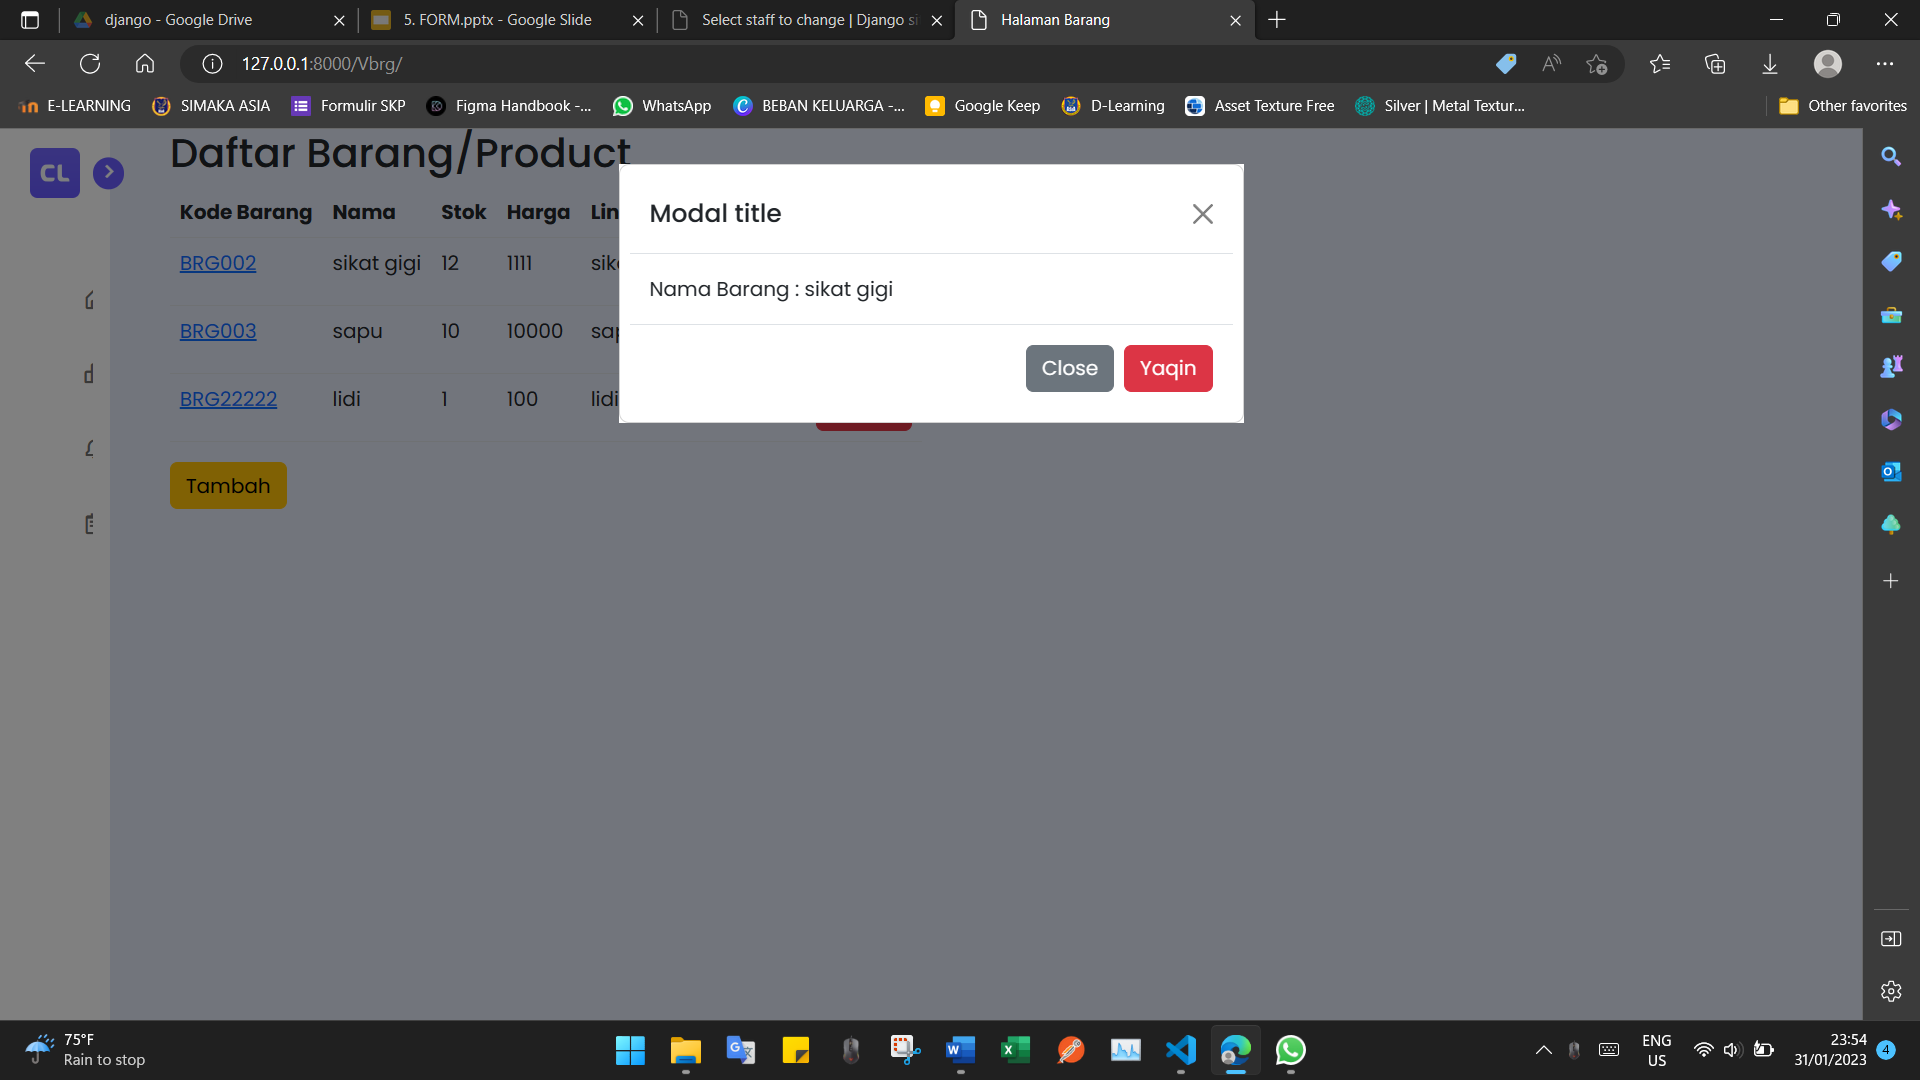 django - Google Drive
5. FORM.pptx - Google Slide
Select staff to change | Django si
Halaman Barang
127.0.0.1:8000/Vbrg/
E-LEARNING
SIMAKA ASIA
Formulir SKP
Figma Handbook -...
WhatsApp
BEBAN KELUARGA -...
Google Keep
D-Learning
Asset Texture Free
Silver | Metal Textur...
Other favorites
CL
Daftar Barang/Product
Kode Barang Nama Stok Harga Lin
BRG002 sikat gigi 12 1111 sik
BRG003 sapu 10 10000 sap
BRG22222 lidi 1 100 lidi
Tambah
Modal title
Nama Barang : sikat gigi
Close Yaqin
75°F
Rain to stop
ENG
US
23:54
31/01/2023
4